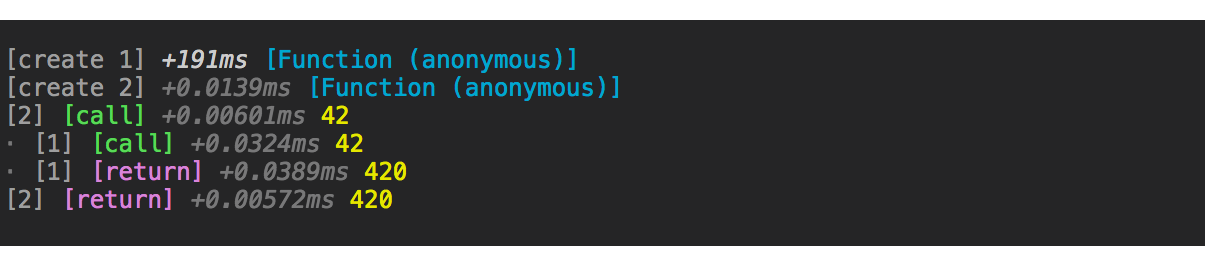 [create 1] +191ms [Function (anonymous)]
[create 2] +0.0139ms [Function (anonymous)]
[2] [call] +0.00601ms 42
· [1] [call] +0.0324ms 42
· [1] [return] +0.0389ms 420
[2] [return] +0.00572ms 420